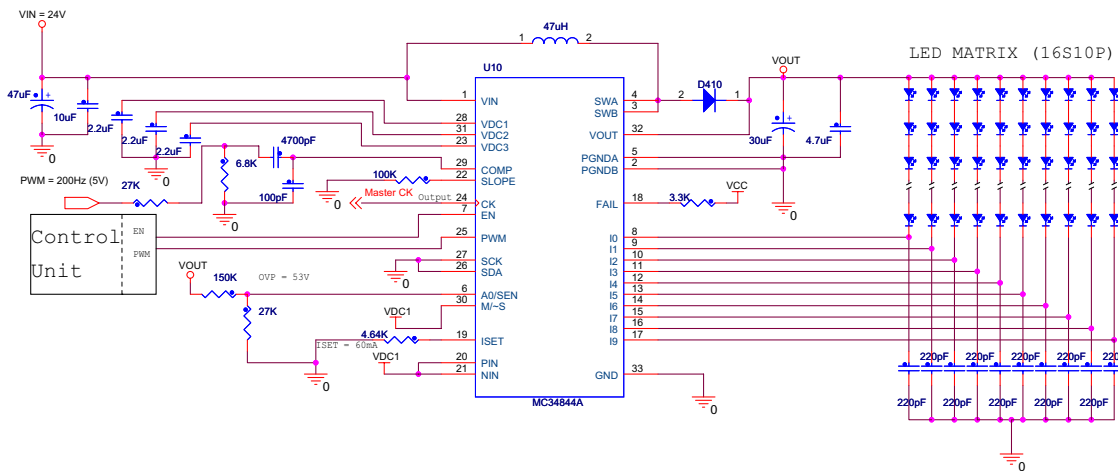 VIN = 24V
47uH
1 2
LED MATRIX (16S10P)
U10
VOUT
47uF
10uF
2.2uF
2.2uF
4700pF
6.8K
100pF
0
0
0
0
PWM = 200Hz (5V)
27K
100K
Master CK
Output
Control
Unit
EN
PWM
VOUT
150K
OVP = 53V
27K
VDC1
4.64K
ISET = 60mA
VDC1
0
0
1 VIN
28 VDC1
31 VDC2
23 VDC3
29 COMP
22 SLOPE
24 CK
7 EN
25 PWM
27 SCK
26 SDA
6 A0/SEN
30 M/~S
19 ISET
20 PIN
21 NIN
SWA 4
SWB 3
VOUT 32
PGNDA 5
PGNDB 2
FAIL 18
I0 8
I1 9
I2 10
I3 11
I4 12
I5 13
I6 14
I7 15
I8 16
I9 17
GND 33
MC34844A
2 D410 1
30uF
4.7uF
0
3.3K
VCC
0
220pF 220pF 220pF 220pF 220
220pF 220pF 220pF 220pF 220pF
0